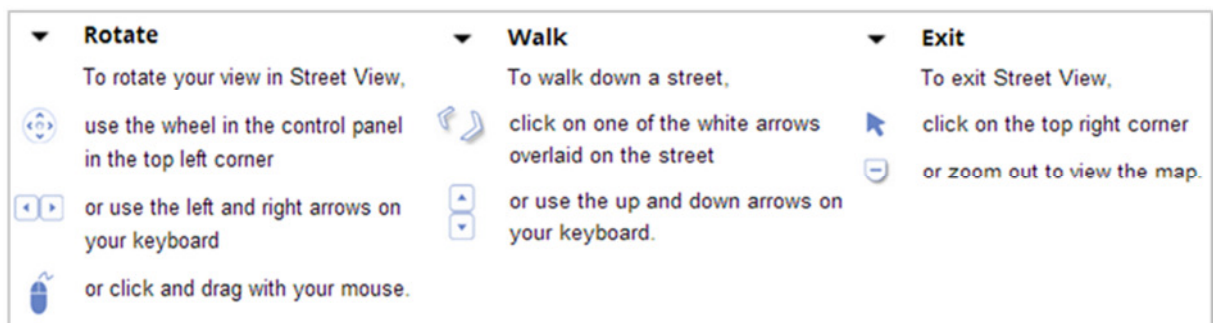 Rotate
To rotate your view in Street View,
use the wheel in the control panel
in the top left corner
or use the left and right arrows on
your keyboard
or click and drag with your mouse.
Walk
To walk down a street,
click on one of the white arrows
overlaid on the street
or use the up and down arrows on
your keyboard.
Exit
To exit Street View,
click on the top right corner
or zoom out to view the map.